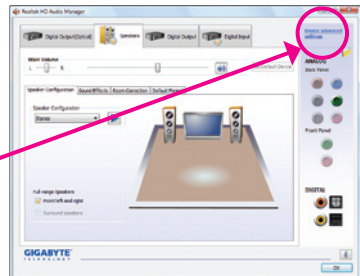 Realtek HD Audio Manager
Digital Output(Optical)
Speakers
Digital Output
Digital Input
Device advanced
settings
Main Volume
L
R
Set Default Device
ANALOG
Back Panel
Speaker Configuration
Sound Effects
Room Correction
Default Format
Speaker Configuration
Stereo
Front Panel
Full-range Speakers
Front left and right
Surround speakers
DIGITAL
GIGABYTE
TECHNOLOGY
OK